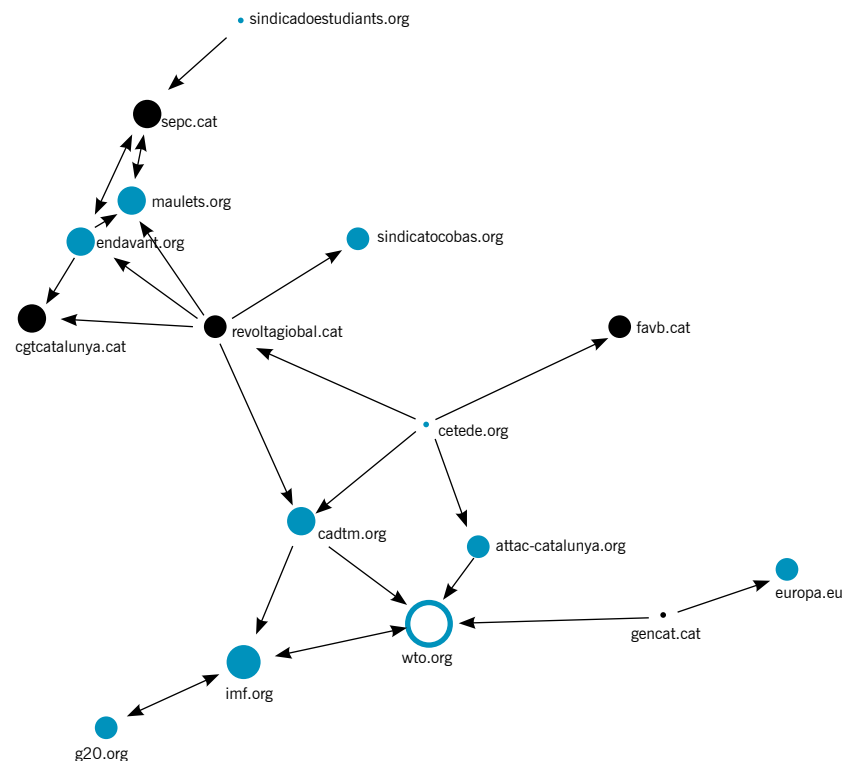 sindicadoestudiants.org
sepc.cat
maulets.org
endavant.org
sindicatocobas.org
cgtcatalunya.cat
revoltagiobal.cat
favb.cat
cetede.org
cadtm.org
attac-catalunya.org
europa.eu
gencat.cat
wto.org
imf.org
g20.org